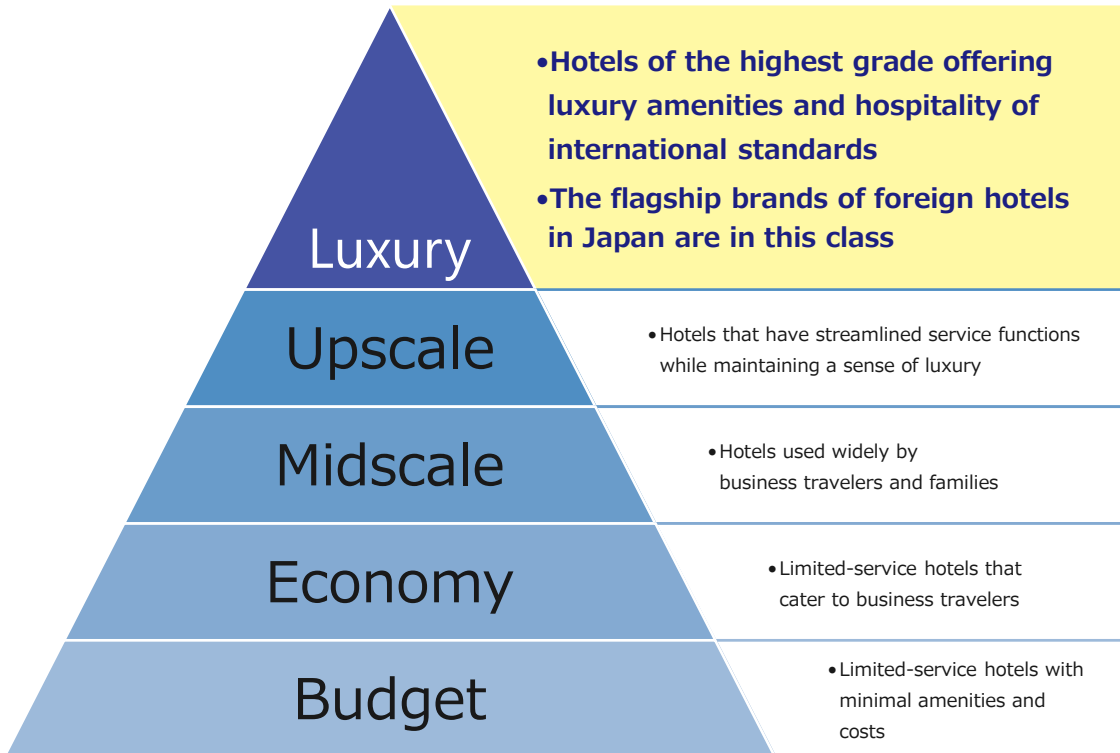 •Hotels of the highest grade offering
luxury amenities and hospitality of
international standards
•The flagship brands of foreign hotels
in Japan are in this class
Luxury
Upscale
•Hotels that have streamlined service functions
while maintaining a sense of luxury
Midscale
•Hotels used widely by
business travelers and families
Economy
•Limited-service hotels that
cater to business travelers
Budget
•Limited-service hotels with
minimal amenities and
costs